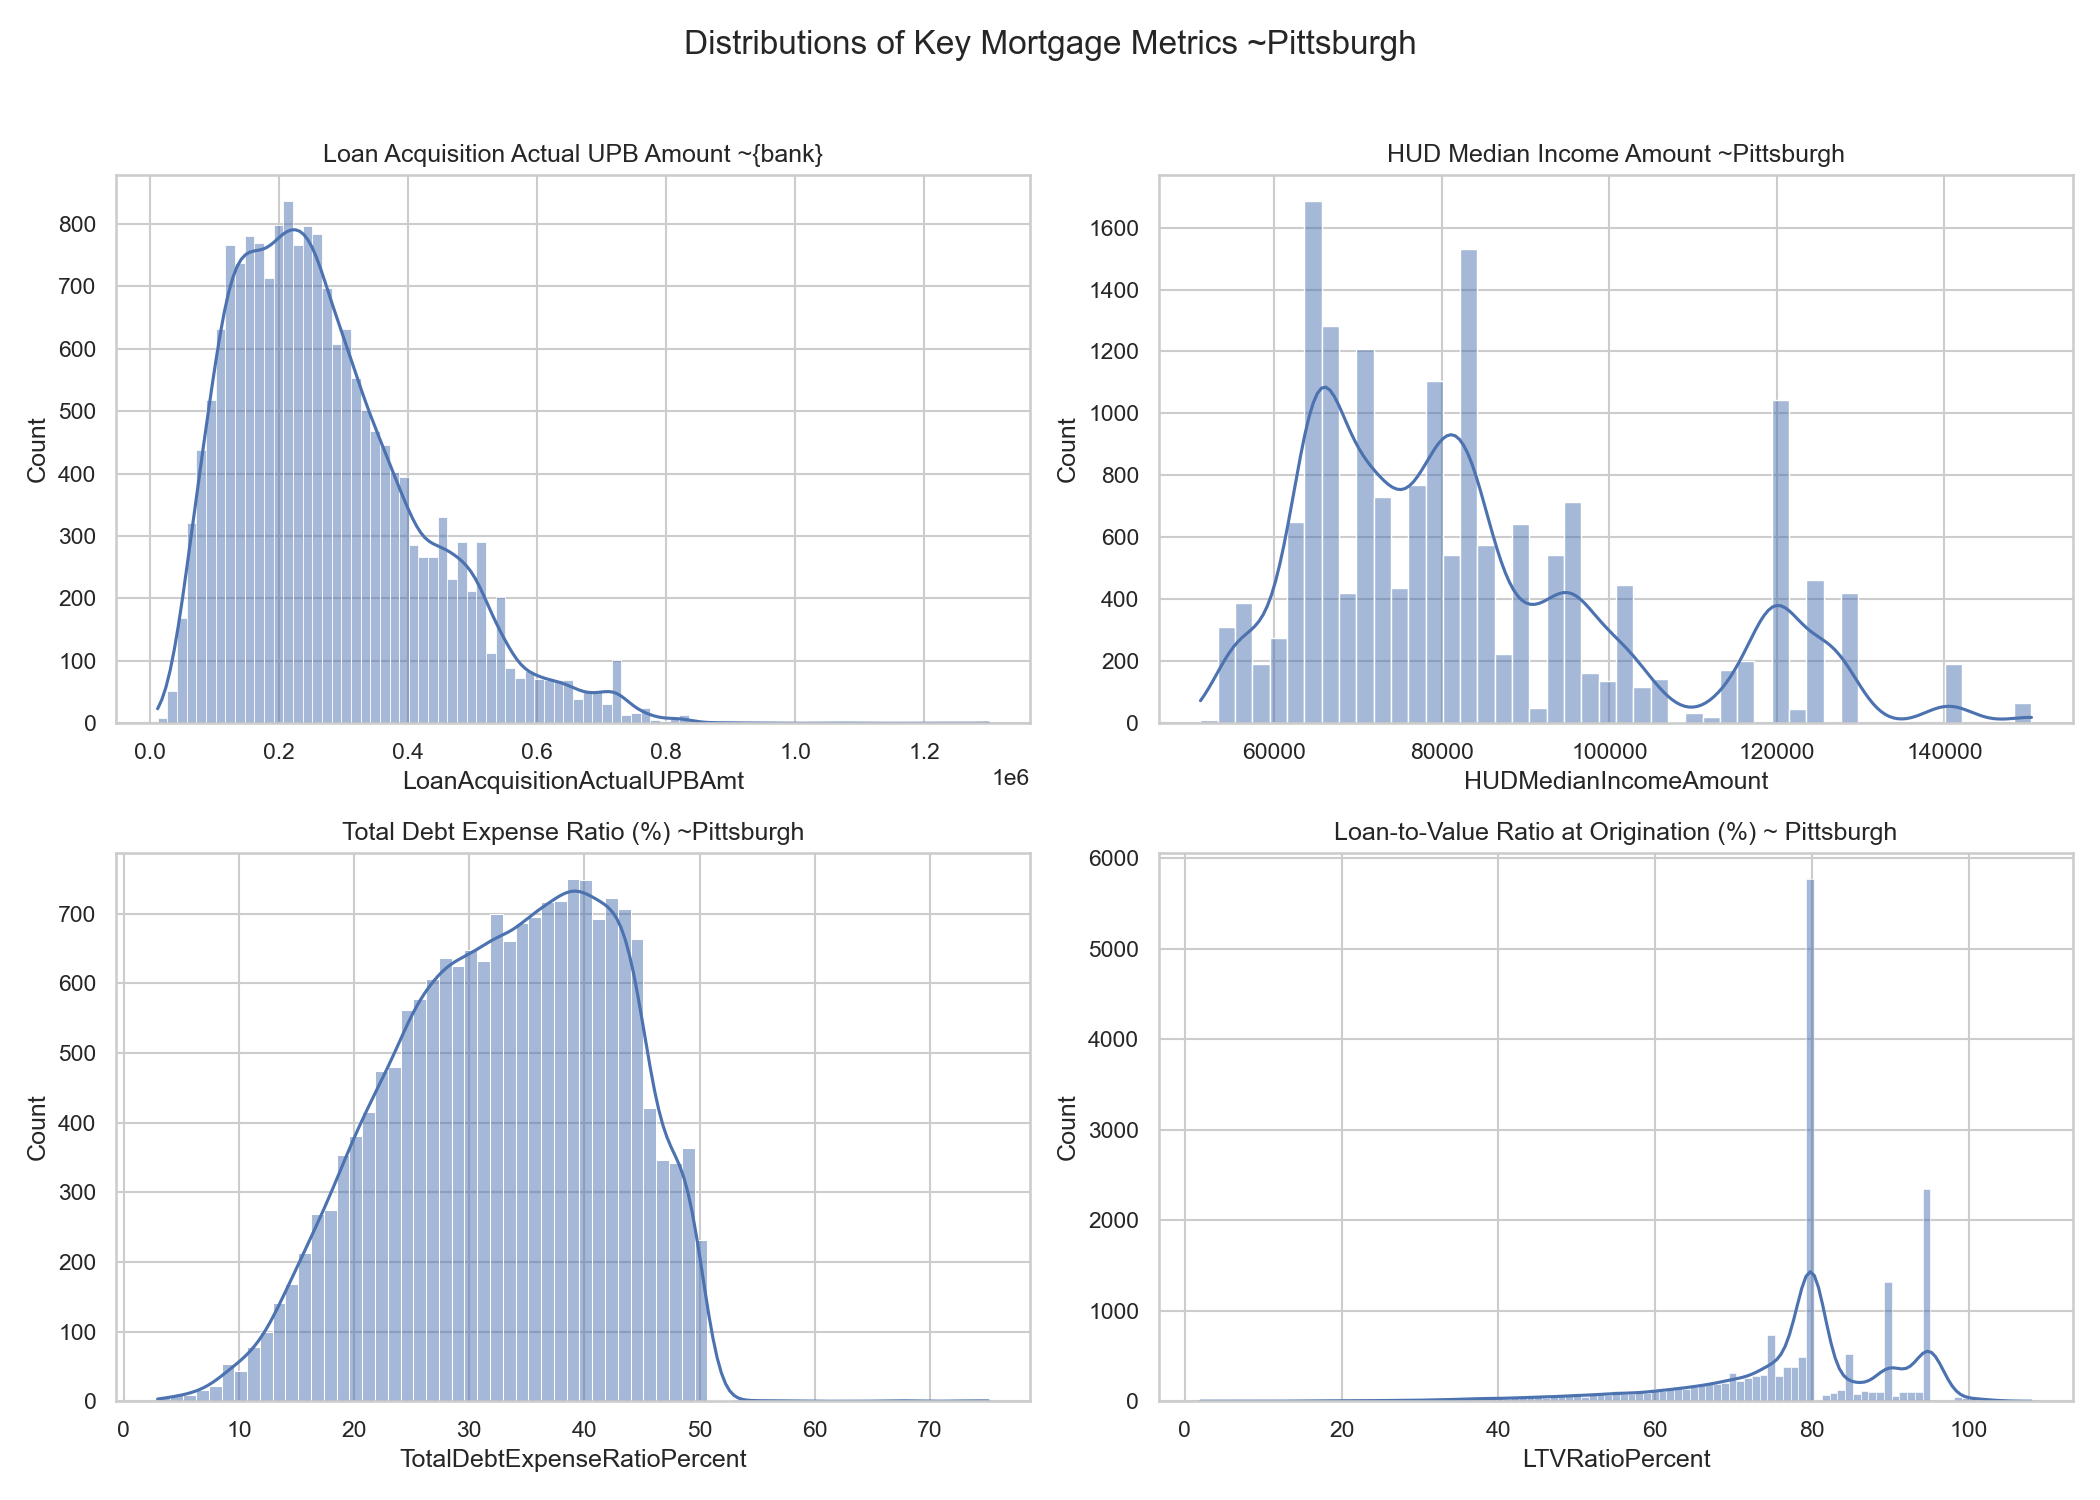 Distributions of Key Mortgage Metrics ~Pittsburgh
Loan Acquisition Actual UPB Amount ~{bank}
Count
800
700
600
500
400
300
200
100
0
0.0 0.2 0.4 0.6 0.8 1.0 1.2
1e6
LoanAcquisitionActualUPBAmt
HUD Median Income Amount ~Pittsburgh
Count
1600
1400
1200
1000
800
600
400
200
0
60000 80000 100000 120000 140000
HUDMedianIncomeAmount
Total Debt Expense Ratio (%) ~Pittsburgh
Count
700
600
500
400
300
200
100
0
0 10 20 30 40 50 60 70
TotalDebtExpenseRatioPercent
Loan-to-Value Ratio at Origination (%) ~ Pittsburgh
Count
6000
5000
4000
3000
2000
1000
0
0 20 40 60 80 100
LTVRatioPercent